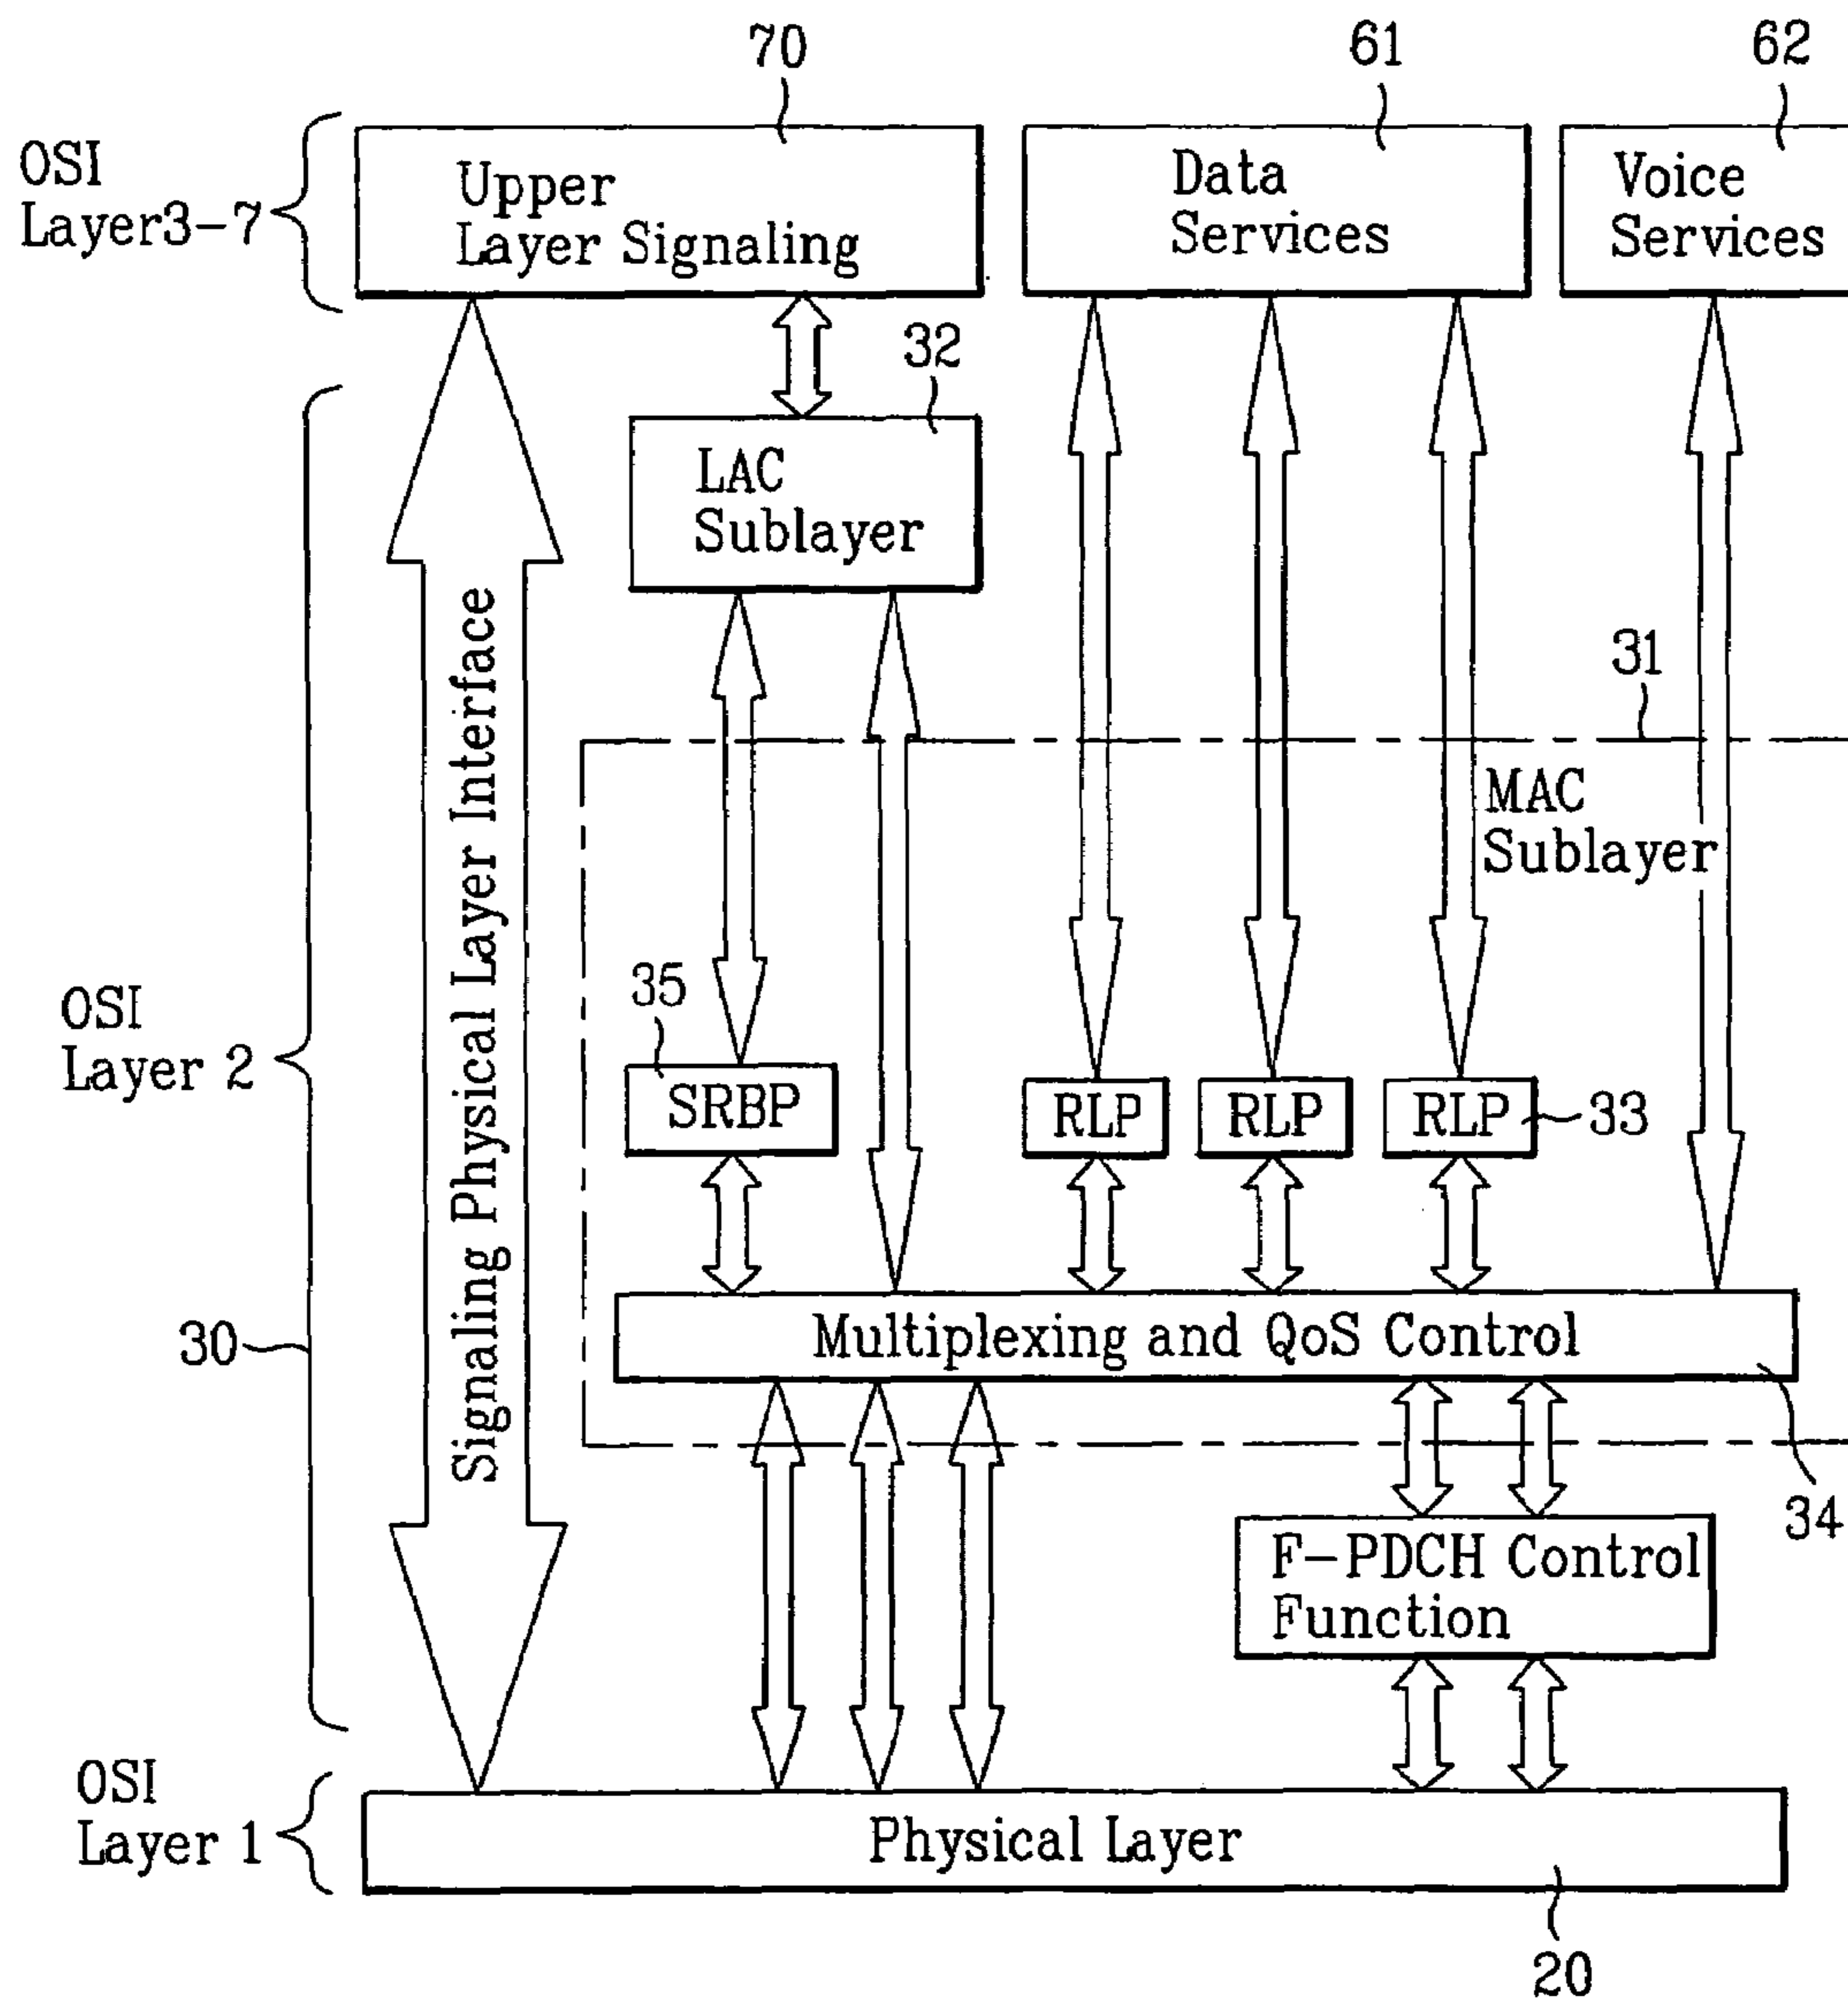 70
61
62
OSI
Layer3-7
Upper
Layer Signaling
Data
Services
Voice
Services
32
LAC
Sublayer
31
MAC
Sublayer
Signaling Physical Layer Interface
OSI
Layer 2
35
SRBP
RLP
RLP
RLP
33
30
Multiplexing and QoS Control
34
F-PDCH Control
Function
OSI
Layer 1
Physical Layer
20